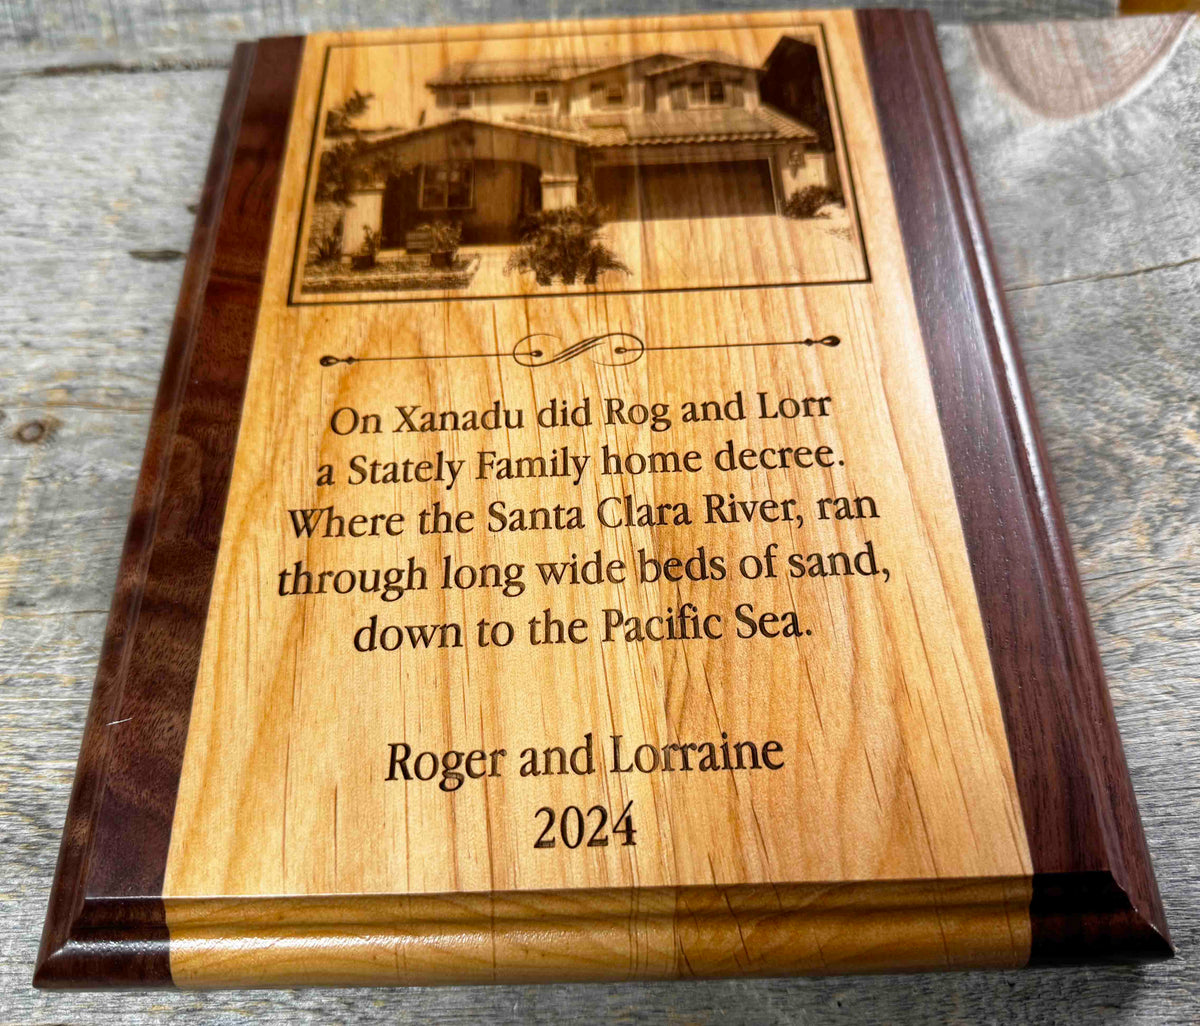 On Xanadu did Rog and Lorr
a Stately Family home decree.
Where the Santa Clara River, ran
through long wide beds of sand,
down to the Pacific Sea.
Roger and Lorraine
2024